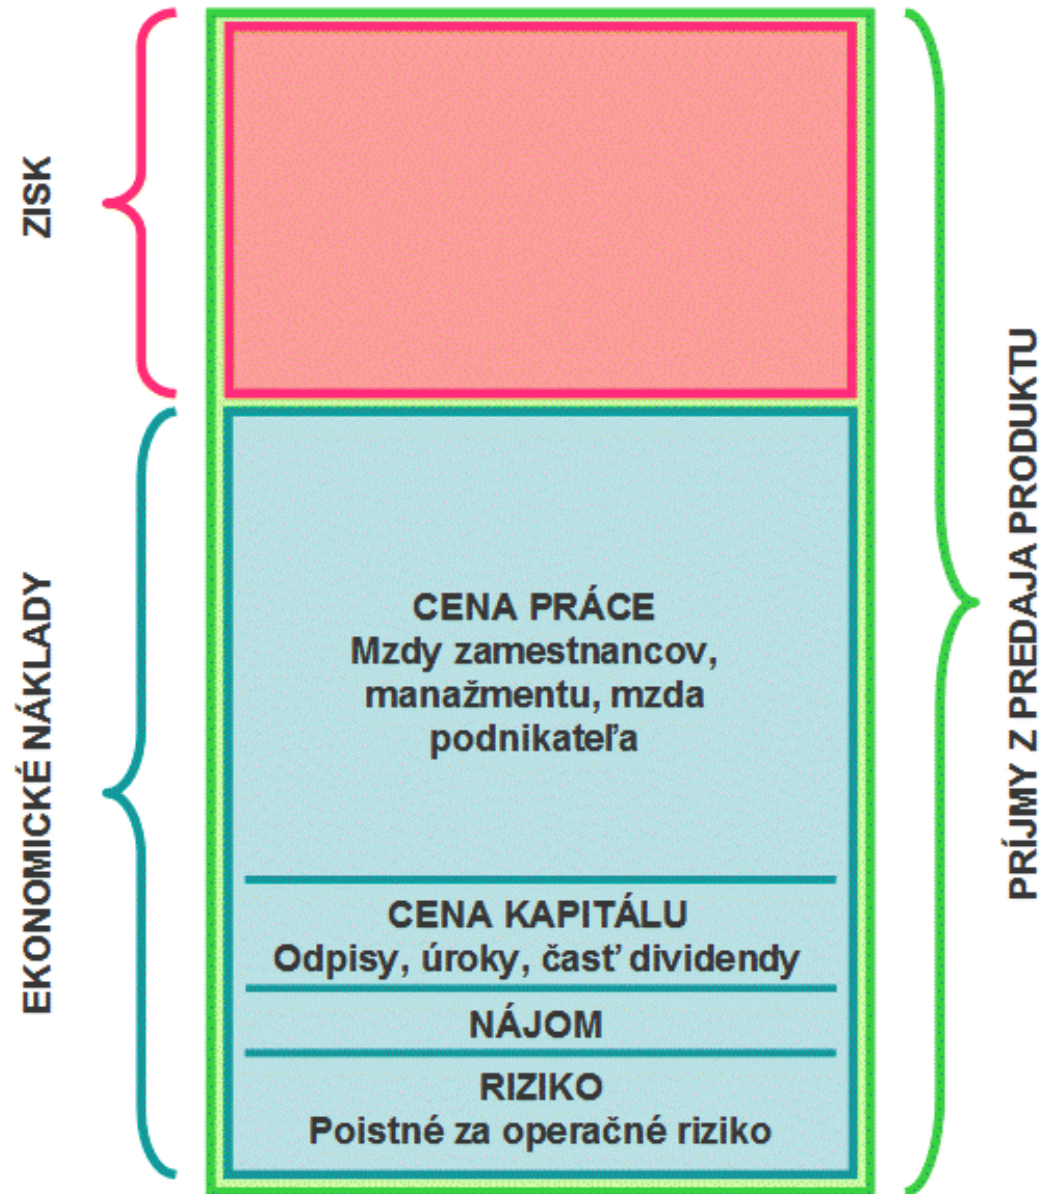 ZISK
EKONOMICKÉ NÁKLADY
CENA PRÁCE
Mzdy zamestnancov,
manažmentu, mzda
podnikateľa
CENA KAPITÁLU
Odpisy, úroky, časť dividendy
NÁJOM
RIZIKO
Poistné za operačné riziko
PRÍJMY Z PREDAJA PRODUKTU